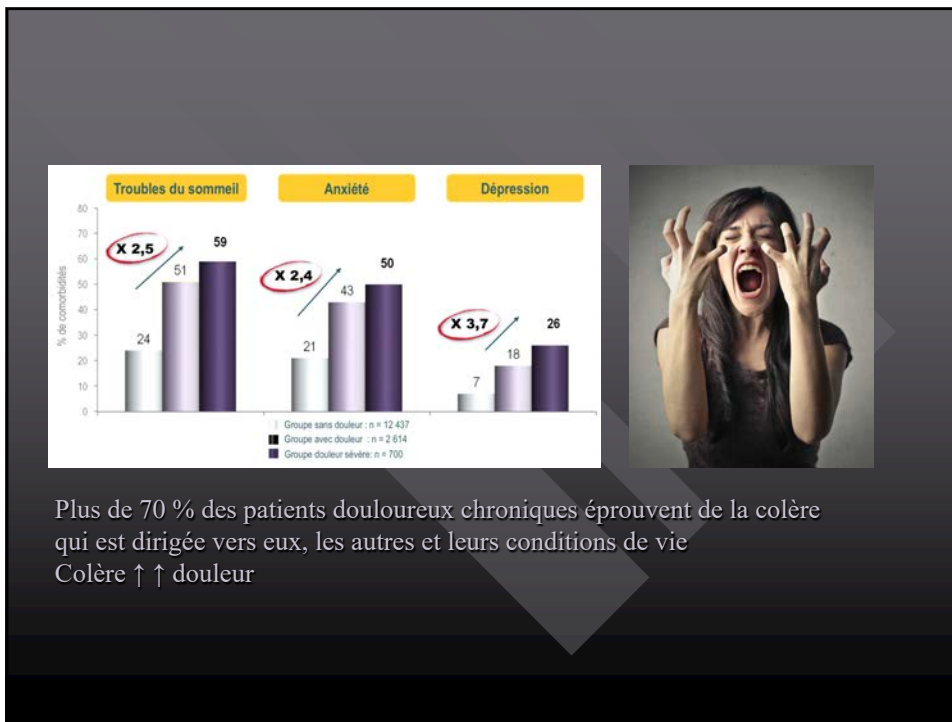 Troubles du sommeil
Anxiété
Dépression
% de comorbidités
80
70
60
50
40
30
20
10
0
X 2,5
24
51
59
X 2,4
21
43
50
X 3,7
7
18
26
Groupe sans douleur : n = 12 437
Groupe avec douleur : n = 2 614
Groupe douleur sévère: n = 700
Plus de 70 % des patients douloureux chroniques éprouvent de la colère
qui est dirigée vers eux, les autres et leurs conditions de vie
Colère ↑ ↑ douleur